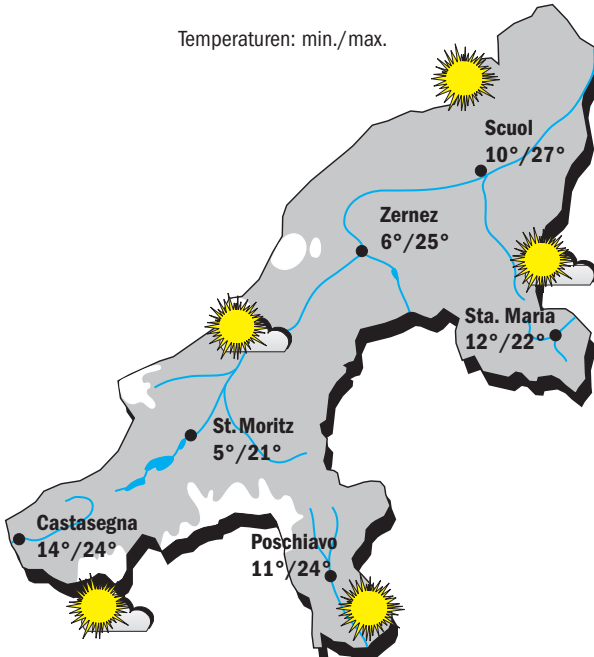 Temperaturen: min./max.
Scuol
10°/27°
Zernez
6°/25°
Sta. Maria
12°/22°
St. Moritz
5°/21°
Castasegna
14°/24°
Poschiavo
11°/24°